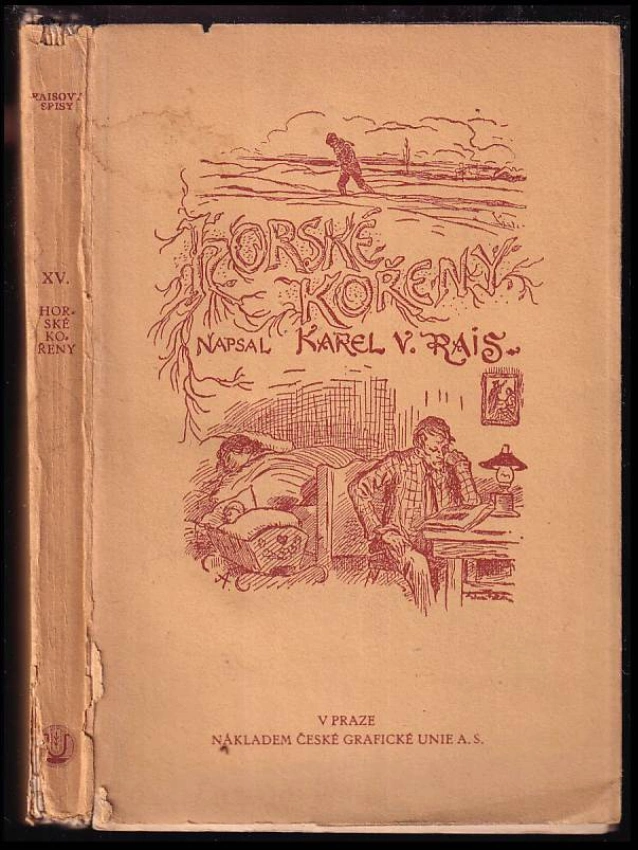 RAISOVY
SPISY
XV.
HOR-
SKÉ
KO-
ŘENY
HORSKÉ
KOŘENY
NAPSAL KAREL V. RAIS.
V PRAZE
NÁKLADEM ČESKÉ GRAFICKÉ UNIE A. S.